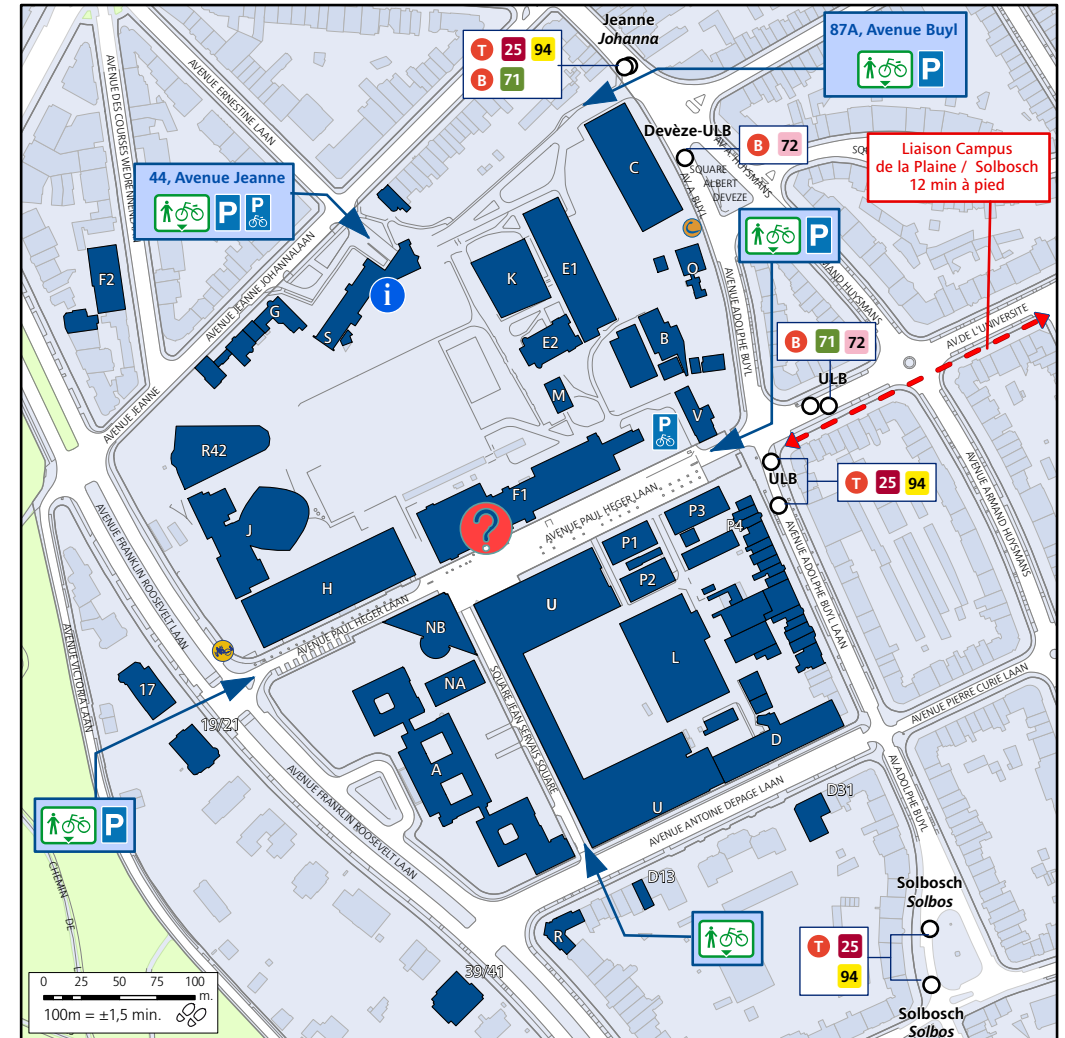 Jeanne
Johanna
T 25 94
B 71
87A, Avenue Buyl
P
AVENUE DES COURSES WEDRENNENLAAN
AVENUE ERNESTINE LAAN
Devèze-ULB
B 72
SQUARE
ALBERT
DEVEZE
AV. A. HUYSMANS
Liaison Campus
de la Plaine / Solbosch
12 min à pied
44, Avenue Jeanne
P P
P
C
AV. A. BUYL
C
F2
AVENUE JEANNE JOHANNALAAN
G
S
i
K
E1
E2
O
B
M
V
P
AVENUE ADOLPHE BUYL
AV.DE L'UNIVERSITE
B 71 72
ULB
AVENUE JEANNE
R42
J
H
F1
?
AVENUE PAUL HEGER LAAN
ULB
T 25 94
AVENUE ARMAND HUYSMANS
P3
P4
P1
P2
U
L
AVENUE ADOLPHE BUYL LAAN
AVENUE PAUL HEGER LAAN
NB
NA
A
SQUARE JEAN SERVAIS SQUARE
AVENUE FRANKLIN ROOSEVELT LAAN
AVENUE VICTORIA LAAN
17
19/21
P
AVENUE FRANKLIN ROOSEVELT LAAN
D
U
AVENUE PIERRE CURIE LAAN
AVENUE ANTOINE DEPAGE LAAN
AV.ADOLPHE BUYL
D31
D13
R
39/41
CHEMIN DE
Solbosch
Solbos
T 25
94
Solbosch
Solbos
0 25 50 75 100
m.
100m = ±1,5 min.